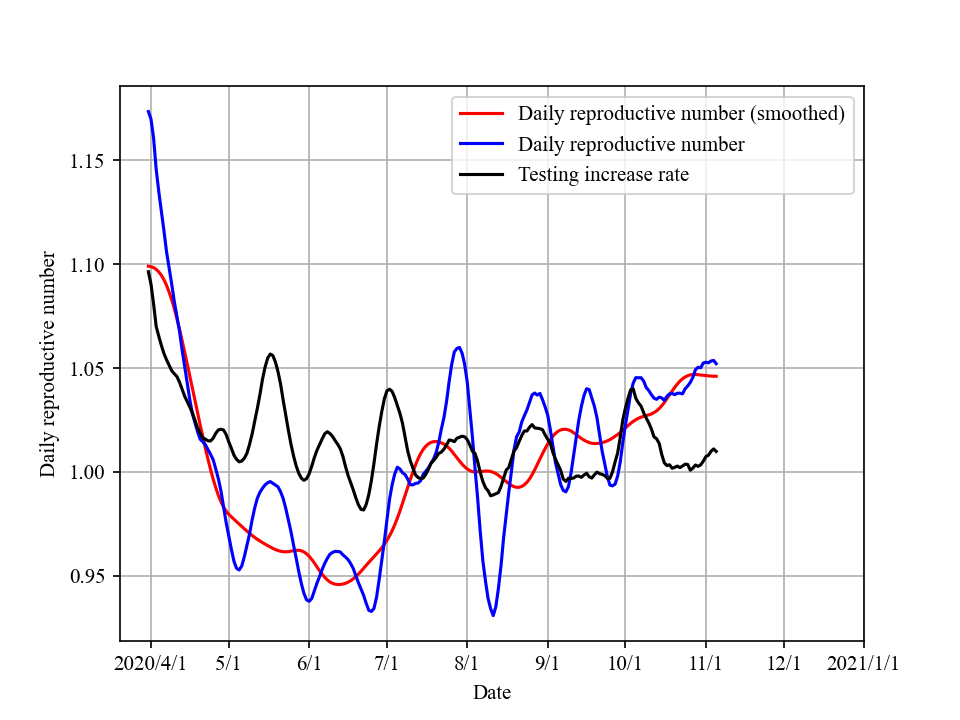 Daily reproductive number (smoothed)
Daily reproductive number
Testing increase rate
Daily reproductive number
1.15
1.10
1.05
1.00
0.95
2020/4/1 5/1 6/1 7/1 8/1 9/1 10/1 11/1 12/1 2021/1/1
Date